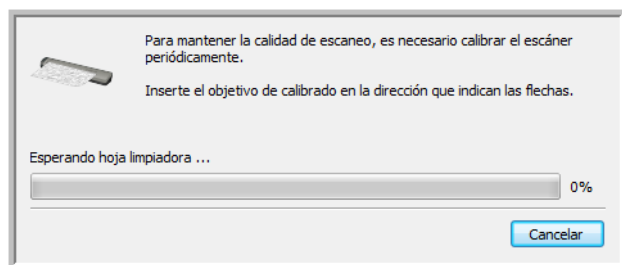 Para mantener la calidad de escaneo, es necesario calibrar el escáner
periódicamente.
Inserte el objetivo de calibrado en la dirección que indican las flechas.
Esperando hoja limpiadora ...
0%
Cancelar